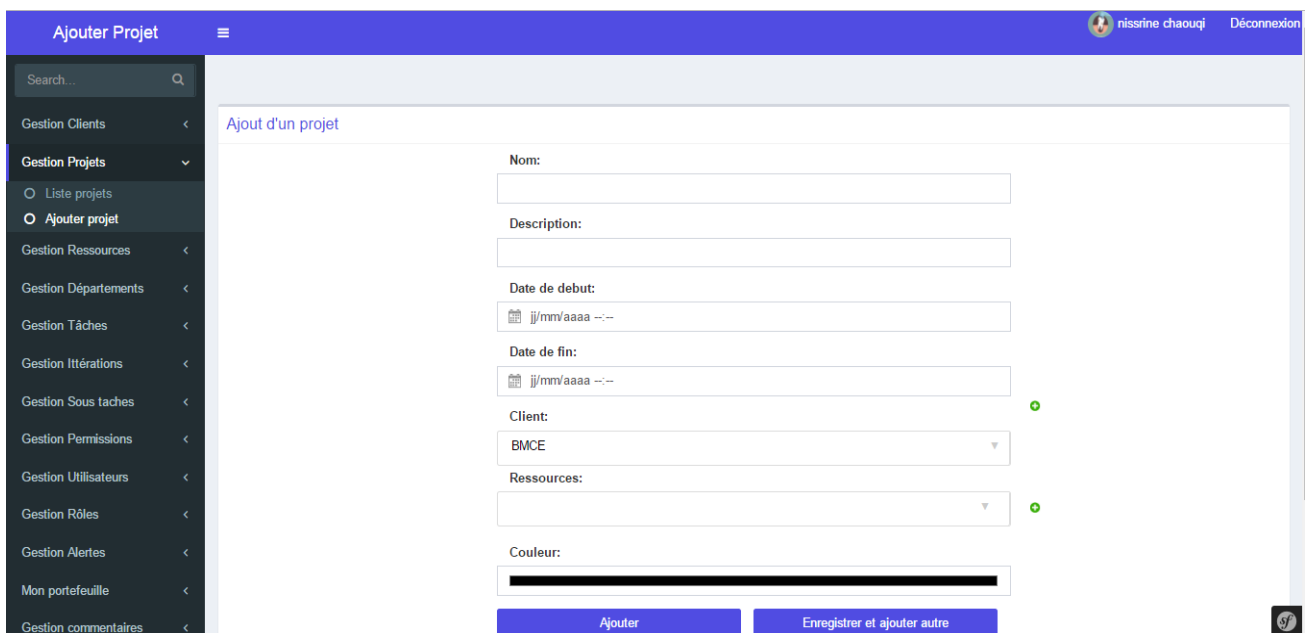 Ajouter Projet
nissrine chaouqi Déconnexion
Search...
Gestion Clients
Gestion Projets
Liste projets
Ajouter projet
Gestion Ressources
Gestion Départements
Gestion Tâches
Gestion Ittérations
Gestion Sous taches
Gestion Permissions
Gestion Utilisateurs
Gestion Rôles
Gestion Alertes
Mon portefeuille
Gestion commentaires
Ajout d'un projet
Nom:
Description:
Date de debut:
jj/mm/aaaa --:--
Date de fin:
jj/mm/aaaa --:--
Client:
BMCE
Ressources:
Couleur:
Ajouter
Enregistrer et ajouter autre
sf